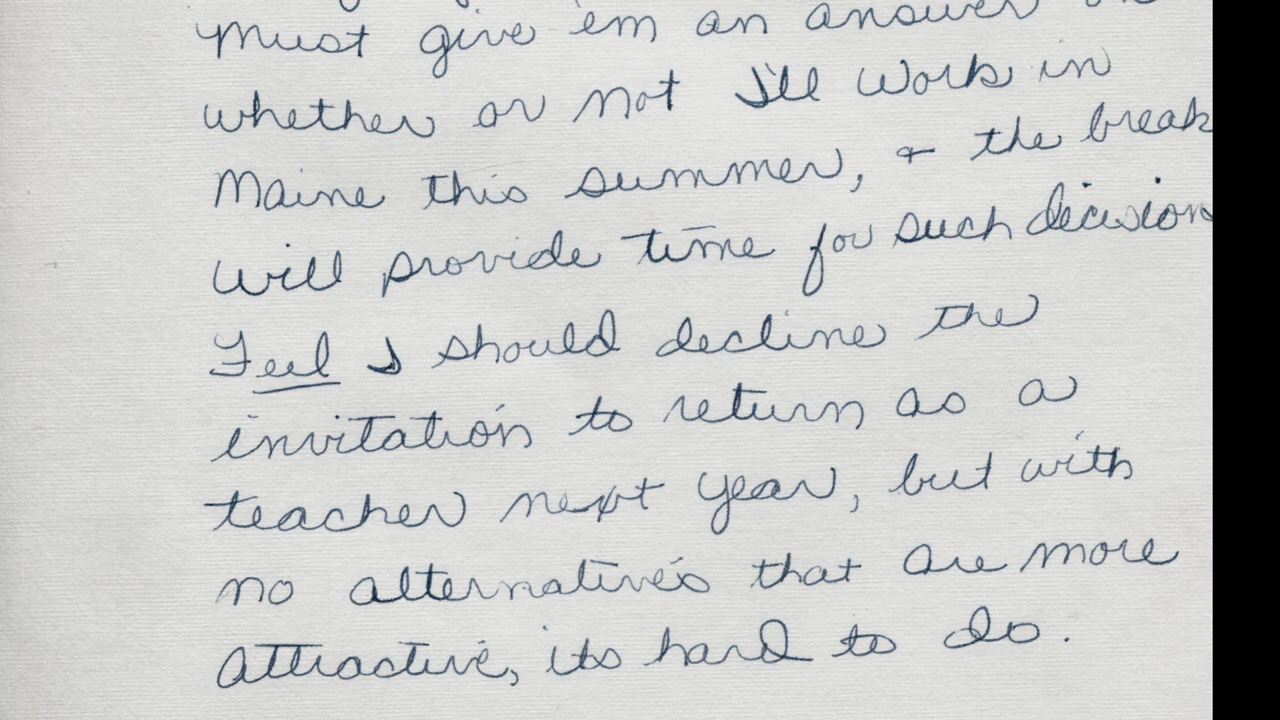 must give 'em an answer
whether or not I'll work in
Maine this summer, & the break
will provide time for such decision
Feel I should decline the
invitation to return as a
teacher next year, but with
no alternatives that are more
attractive, its hard to do.